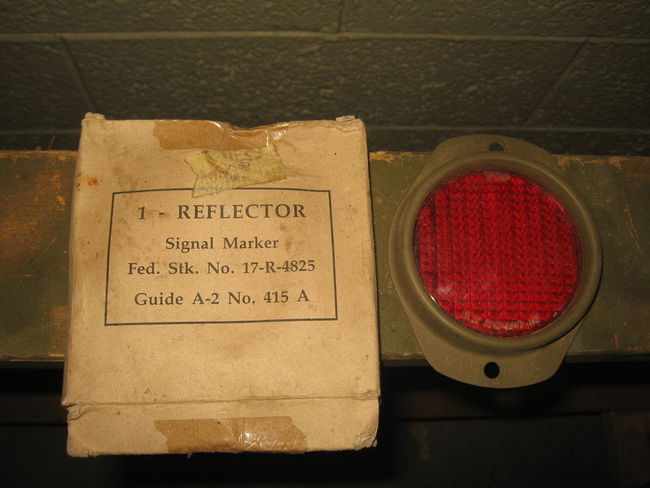 1 - REFLECTOR
Signal Marker
Fed. Stk. No. 17-R-4825
Guide A-2 No. 415 A